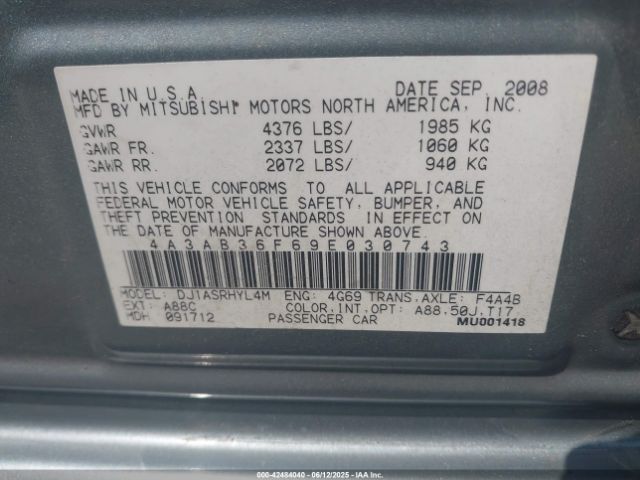 MADE IN U.S.A. DATE SEP. 2008
MFD BY MITSUBISHI MOTORS NORTH AMERICA, INC.
GVWR 4376 LBS/ 1985 KG
GAWR FR. 2337 LBS/ 1060 KG
GAWR RR. 2072 LBS/ 940 KG
THIS VEHICLE CONFORMS TO ALL APPLICABLE
FEDERAL MOTOR VEHICLE SAFETY, BUMPER, AND
THEFT PREVENTION STANDARDS IN EFFECT ON
THE DATE OF MANUFACTURE SHOWN ABOVE.
4A3AB36F69E030743
MODEL: DJ1ASRHYL4M ENG: 4G69 TRANS.AXLE: F4A4B
EXT: A88C COLOR,INT,OPT: A88,50J,T17
MDH 091712 PASSENGER CAR MU001418
000-42484040 - 06/12/2025 - IAAI.COM